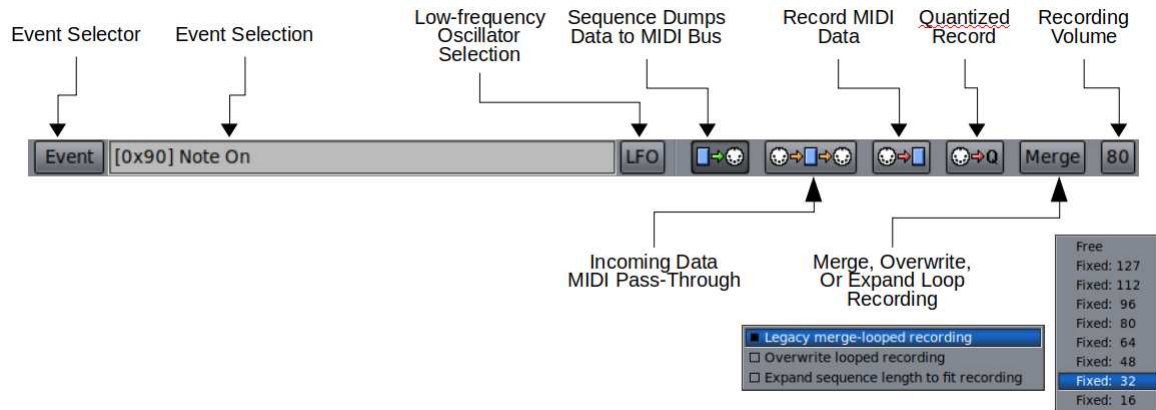 Event Selector
Event Selection
Low-frequency
Oscillator
Selection
Sequence Dumps
Data to MIDI Bus
Record MIDI
Data
Quantized
Record
Recording
Volume
Event
[0x90] Note On
LFO
Q
Merge
80
Incoming Data
MIDI Pass-Through
Merge, Overwrite,
Or Expand Loop
Recording
Legacy merge-looped recording
Overwrite looped recording
Expand sequence length to fit recording
Free
Fixed: 127
Fixed: 112
Fixed: 96
Fixed: 80
Fixed: 64
Fixed: 48
Fixed: 32
Fixed: 16